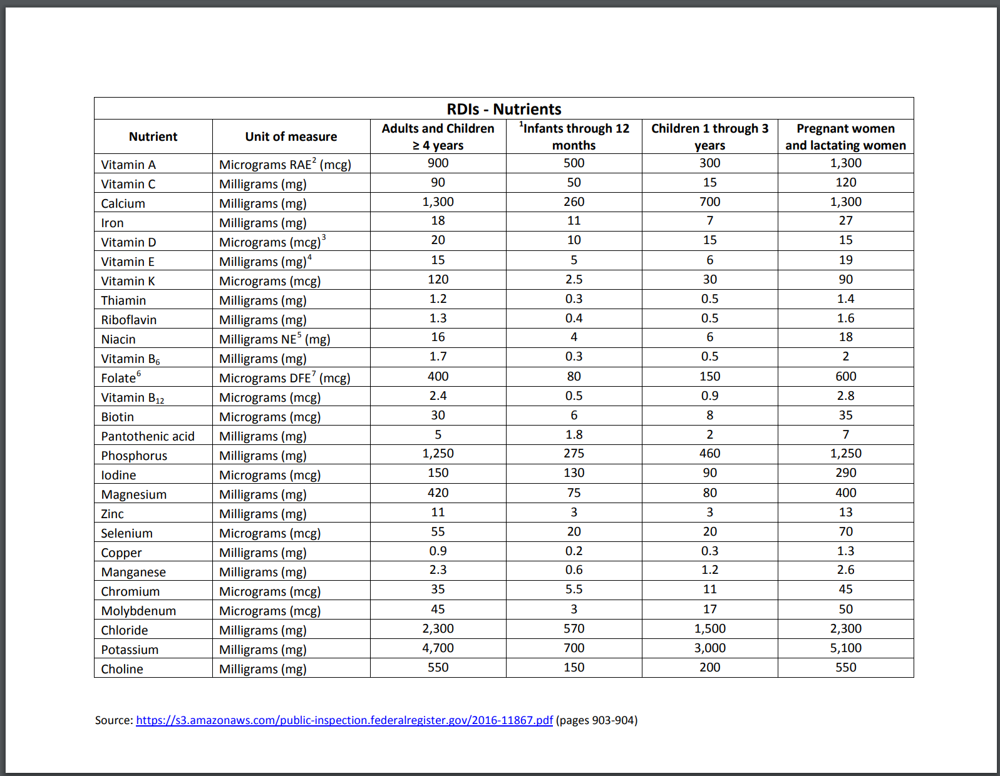 RDIs - Nutrients
Nutrient Unit of measure Adults and Children ≥ 4 years ¹Infants through 12 months Children 1 through 3 years Pregnant women and lactating women
Vitamin A Micrograms RAE² (mcg) 900 500 300 1,300
Vitamin C Milligrams (mg) 90 50 15 120
Calcium Milligrams (mg) 1,300 260 700 1,300
Iron Milligrams (mg) 18 11 7 27
Vitamin D Micrograms (mcg)³ 20 10 15 15
Vitamin E Milligrams (mg)⁴ 15 5 6 19
Vitamin K Micrograms (mcg) 120 2.5 30 90
Thiamin Milligrams (mg) 1.2 0.3 0.5 1.4
Riboflavin Milligrams (mg) 1.3 0.4 0.5 1.6
Niacin Milligrams NE⁵ (mg) 16 4 6 18
Vitamin B₆ Milligrams (mg) 1.7 0.3 0.5 2
Folate⁶ Micrograms DFE⁷ (mcg) 400 80 150 600
Vitamin B₁₂ Micrograms (mcg) 2.4 0.5 0.9 2.8
Biotin Micrograms (mcg) 30 6 8 35
Pantothenic acid Milligrams (mg) 5 1.8 2 7
Phosphorus Milligrams (mg) 1,250 275 460 1,250
Iodine Micrograms (mcg) 150 130 90 290
Magnesium Milligrams (mg) 420 75 80 400
Zinc Milligrams (mg) 11 3 3 13
Selenium Micrograms (mcg) 55 20 20 70
Copper Milligrams (mg) 0.9 0.2 0.3 1.3
Manganese Milligrams (mg) 2.3 0.6 1.2 2.6
Chromium Micrograms (mcg) 35 5.5 11 45
Molybdenum Micrograms (mcg) 45 3 17 50
Chloride Milligrams (mg) 2,300 570 1,500 2,300
Potassium Milligrams (mg) 4,700 700 3,000 5,100
Choline Milligrams (mg) 550 150 200 550
Source: https://s3.amazonaws.com/public-inspection.federalregister.gov/2016-11867.pdf (pages 903-904)